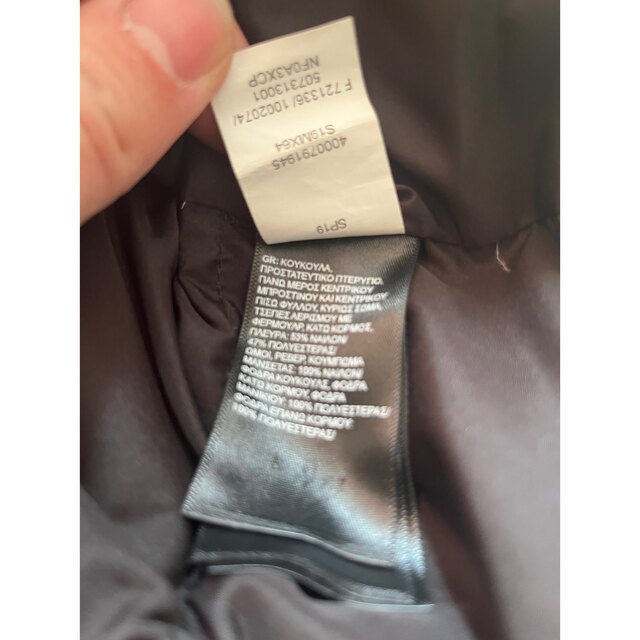 NF0A3XCP
507313001
F 721336/ 1002074/
S19MX64
4000791945
SP19
GR: ΚΟΥΚΟΥΛΑ,
ΠΡΟΣΤΑΤΕΥΤΙΚΟ ΠΤΕΡΥΓΙΟ,
ΠΑΝΩ ΜΕΡΟΣ ΚΕΝΤΡΙΚΟΥ
ΜΠΡΟΣΤΙΝΟΥ ΚΑΙ ΚΕΝΤΡΙΚΟΥ
ΠΙΣΩ ΦΥΛΛΟΥ, ΚΥΡΙΩΣ ΣΩΜΑ,
ΤΣΕΠΕΣ ΑΕΡΙΣΜΟΥ ΜΕ
ΦΕΡΜΟΥΑΡ, ΚΑΤΩ ΚΟΡΜΟΣ,
ΠΛΕΥΡΑ: 53% ΝΑΙΛΟΝ/
47% ΠΟΛΥΕΣΤΕΡΑΣ/
ΩΜΟΙ, ΡΕΒΕΡ, ΚΟΥΜΠΩΜΑ
ΜΑΝΣΕΤΑΣ: 100% ΝΑΙΛΟΝ/
ΦΟΔΡΑ ΚΟΥΚΟΥΛΑΣ, ΦΟΔΡΑ
ΚΑΤΩ ΚΟΡΜΟΥ, ΦΟΔΡΑ
ΜΑΝΙΚΙΟΥ: 100% ΠΟΛΥΕΣΤΕΡΑΣ/
ΦΟΔΡΑ ΕΠΑΝΩ ΚΟΡΜΟΥ:
100% ΠΟΛΥΕΣΤΕΡΑΣ/